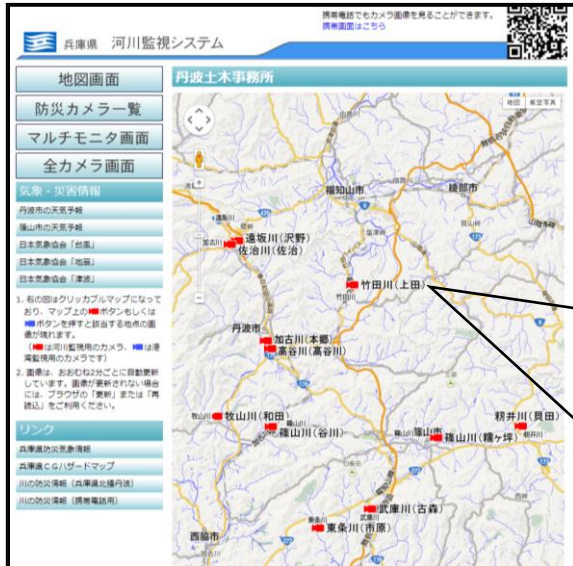 携帯電話でもカメラ画像を見ることができます。
携帯画面はこちら
兵庫県 河川監視システム
地図画面
防災カメラ一覧
マルチモニタ画面
全カメラ画面
気象・災害情報
丹波市の天気予報
篠山市の天気予報
日本気象協会「台風」
日本気象協会「地震」
日本気象協会「津波」
1. 右の図はクリッカブルマップになって
おり、マップ上の ボタンもしくは
ボタンを押すと該当する地点の画
像が現れます。
( は河川監視用のカメラ、 は港
湾監視用のカメラです)
2. 画像は、おおむね2分ごとに自動更新
しています。画像が更新されない場合
には、ブラウザの「更新」または「再
読込」をご利用ください。
リンク
兵庫県防災気象情報
兵庫県CGハザードマップ
川の防災情報(兵庫県北播丹波)
川の防災情報(携帯電話用)
丹波土木事務所
地図
航空写真
福知山市
綾部市
遠坂川(沢野)
佐治川(佐治)
竹田川(上田)
竹田川
丹波市
加古川(本郷)
高谷川(高谷川)
牧山川
牧山川(和田)
篠山川(谷川)
篠山市
篠山川(糯ヶ坪)
籾井川(貝田)
籾井川
武庫川(古森)
武庫川
東条川
東条川(市原)
西脇市